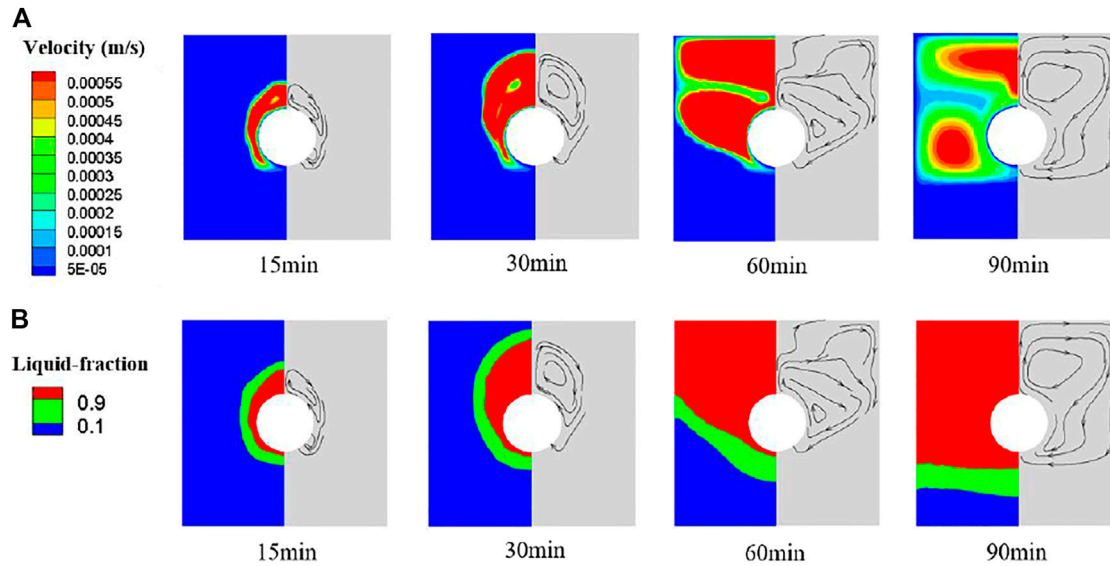 A
Velocity (m/s)
0.00055
0.0005
0.00045
0.0004
0.00035
0.0003
0.00025
0.0002
0.00015
0.0001
5E-05
15min
30min
60min
90min
B
Liquid-fraction
0.9
0.1
15min
30min
60min
90min